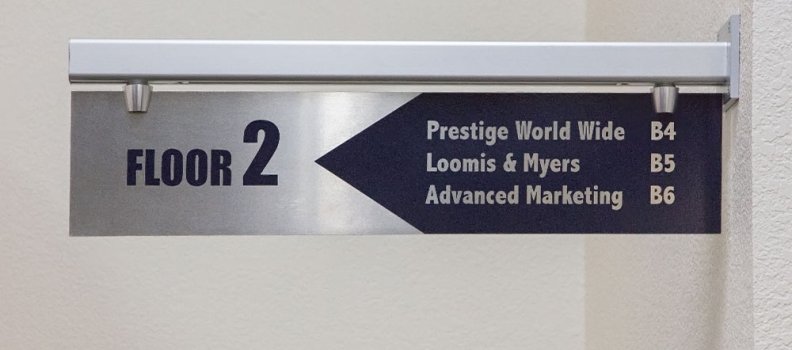 FLOOR 2
Prestige World Wide B4
Loomis & Myers B5
Advanced Marketing B6